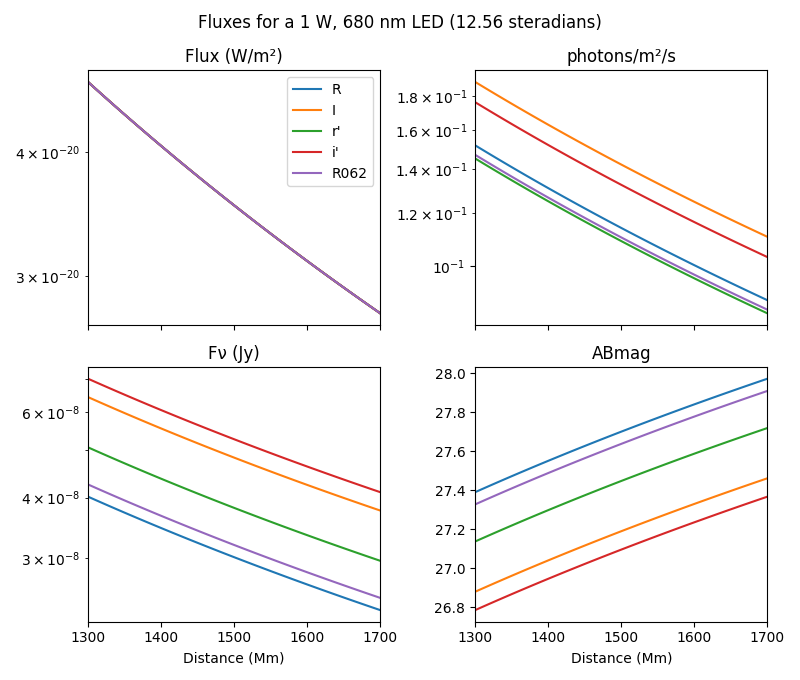 Fluxes for a 1 W, 680 nm LED (12.56 steradians)
Flux (W/m²)
photons/m²/s
4 × 10⁻²⁰
3 × 10⁻²⁰
R
I
r'
i'
R062
1.8 × 10⁻¹
1.6 × 10⁻¹
1.4 × 10⁻¹
1.2 × 10⁻¹
10⁻¹
Fν (Jy)
ABmag
6 × 10⁻⁸
4 × 10⁻⁸
3 × 10⁻⁸
28.0
27.8
27.6
27.4
27.2
27.0
26.8
1300 1400 1500 1600 1700
1300 1400 1500 1600 1700
Distance (Mm)
Distance (Mm)